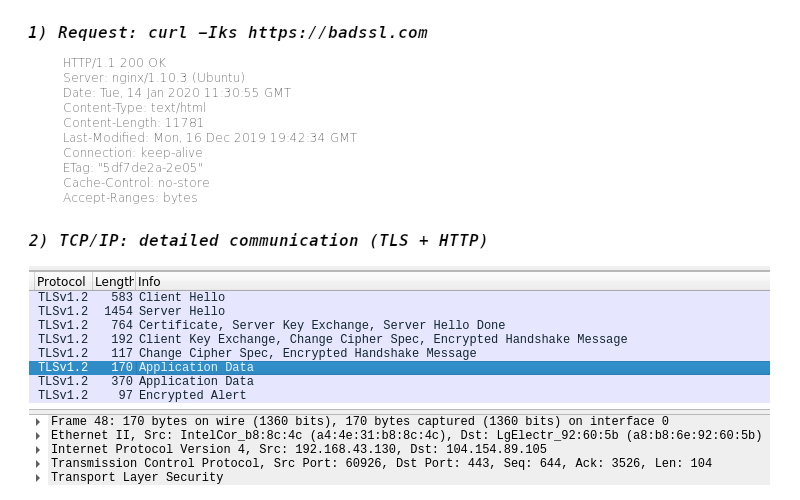 1) Request: curl -Iks https://badssl.com
HTTP/1.1 200 OK
Server: nginx/1.10.3 (Ubuntu)
Date: Tue, 14 Jan 2020 11:30:55 GMT
Content-Type: text/html
Content-Length: 11781
Last-Modified: Mon, 16 Dec 2019 19:42:34 GMT
Connection: keep-alive
ETag: "5df7de2a-2e05"
Cache-Control: no-store
Accept-Ranges: bytes
2) TCP/IP: detailed communication (TLS + HTTP)
Protocol Length Info
TLSv1.2 583 Client Hello
TLSv1.2 1454 Server Hello
TLSv1.2 764 Certificate, Server Key Exchange, Server Hello Done
TLSv1.2 192 Client Key Exchange, Change Cipher Spec, Encrypted Handshake Message
TLSv1.2 117 Change Cipher Spec, Encrypted Handshake Message
TLSv1.2 170 Application Data
TLSv1.2 370 Application Data
TLSv1.2 97 Encrypted Alert
Frame 48: 170 bytes on wire (1360 bits), 170 bytes captured (1360 bits) on interface 0
Ethernet II, Src: IntelCor_b8:8c:4c (a4:4e:31:b8:8c:4c), Dst: LgElectr_92:60:5b (a8:b8:6e:92:60:5b)
Internet Protocol Version 4, Src: 192.168.43.130, Dst: 104.154.89.105
Transmission Control Protocol, Src Port: 60926, Dst Port: 443, Seq: 644, Ack: 3526, Len: 104
Transport Layer Security